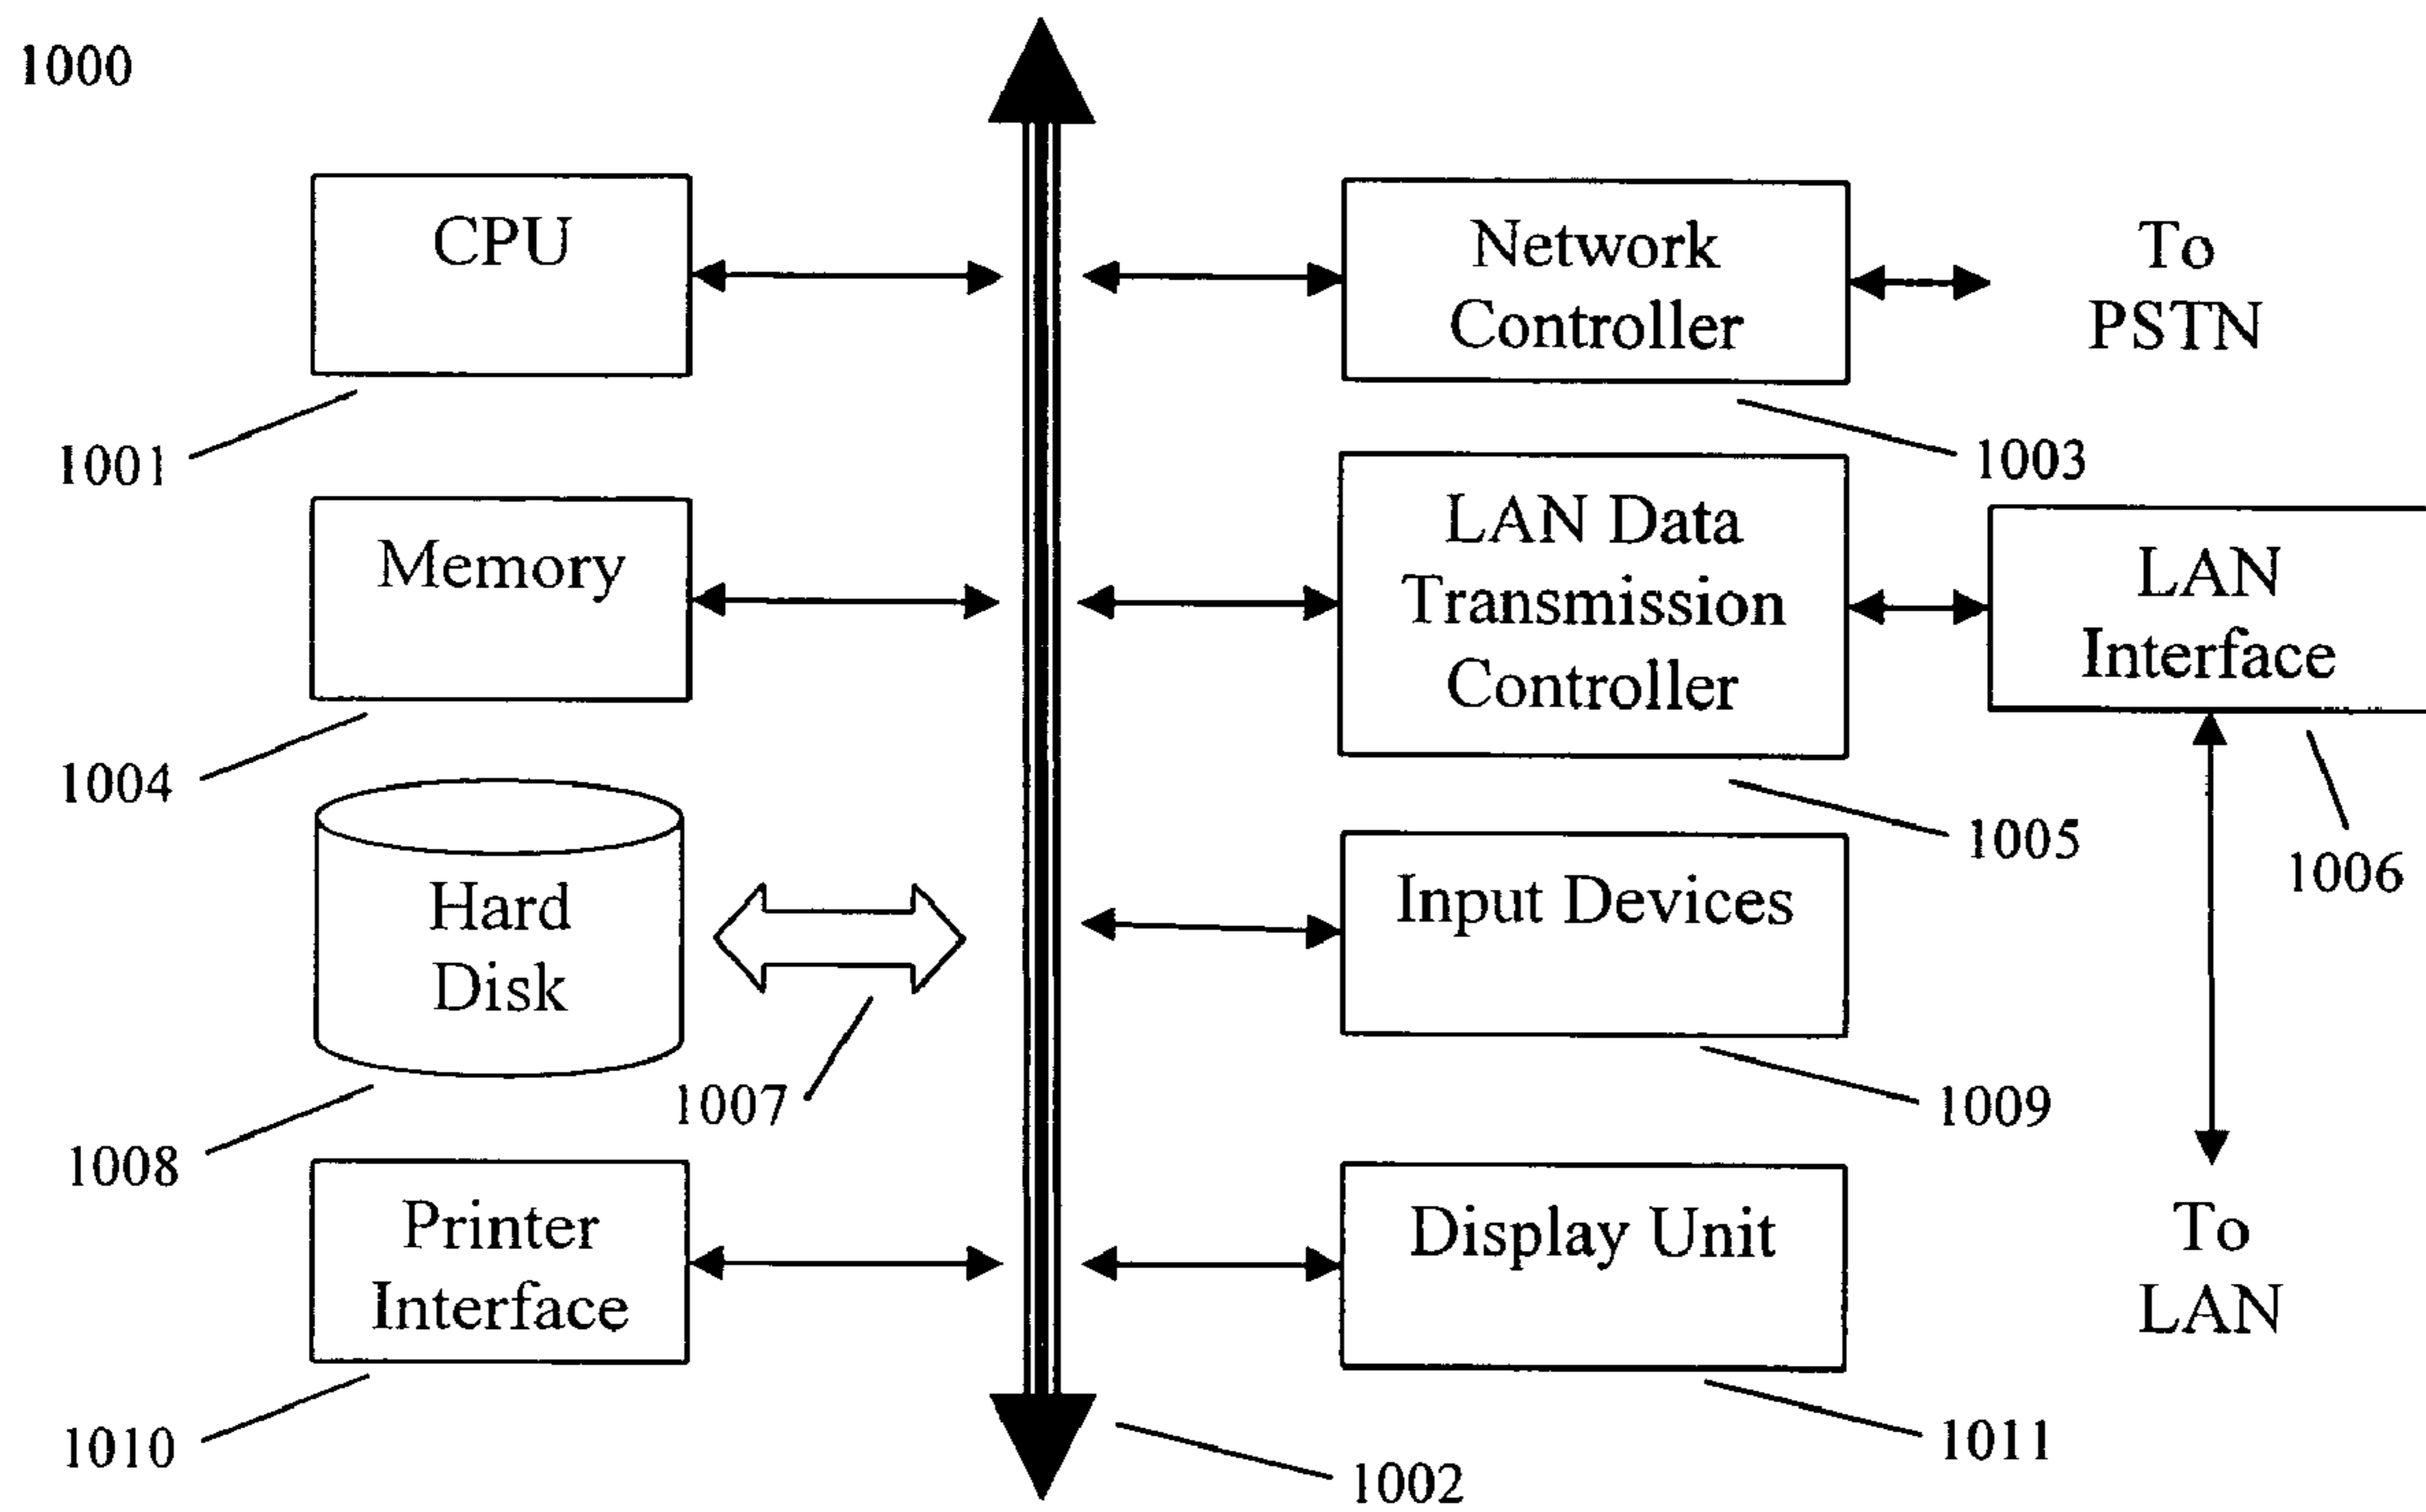 1000
CPU
1001
Network
Controller
To
PSTN
1003
Memory
1004
LAN Data
Transmission
Controller
1005
LAN
Interface
1006
Hard
Disk
1007
1008
Input Devices
1009
Printer
Interface
1010
Display Unit
1011
To
LAN
1002